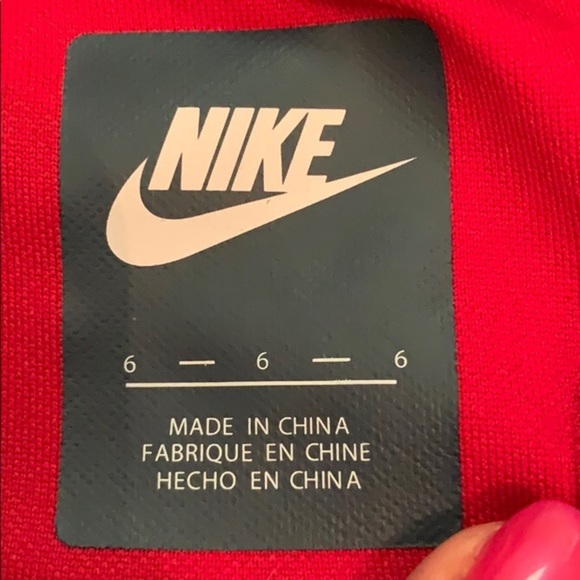 NIKE
6 — 6 — 6
MADE IN CHINA
FABRIQUE EN CHINE
HECHO EN CHINA